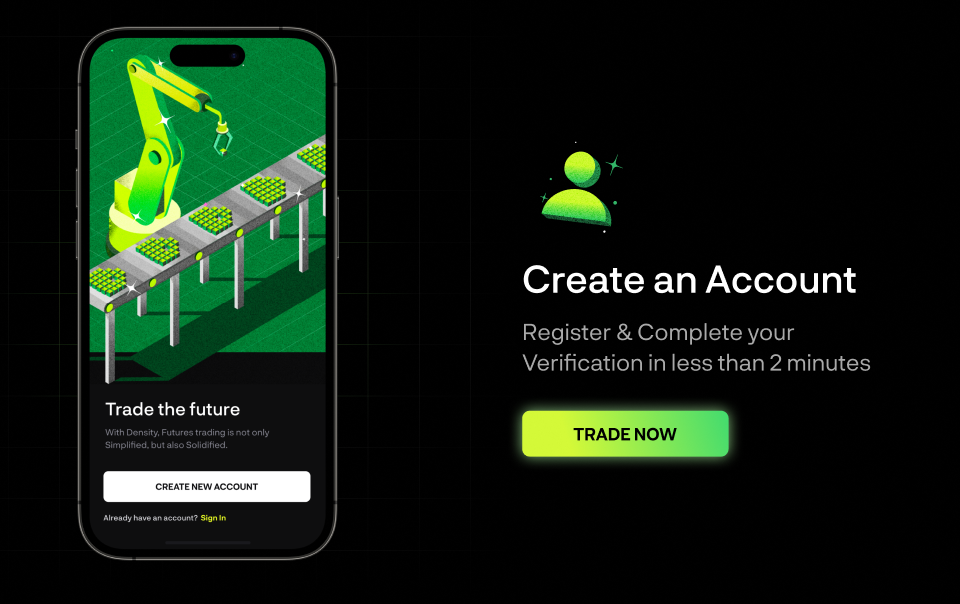 Trade the future
With Density, Futures trading is not only
Simplified, but also Solidified.
CREATE NEW ACCOUNT
Already have an account? Sign In
Create an Account
Register & Complete your
Verification in less than 2 minutes
TRADE NOW